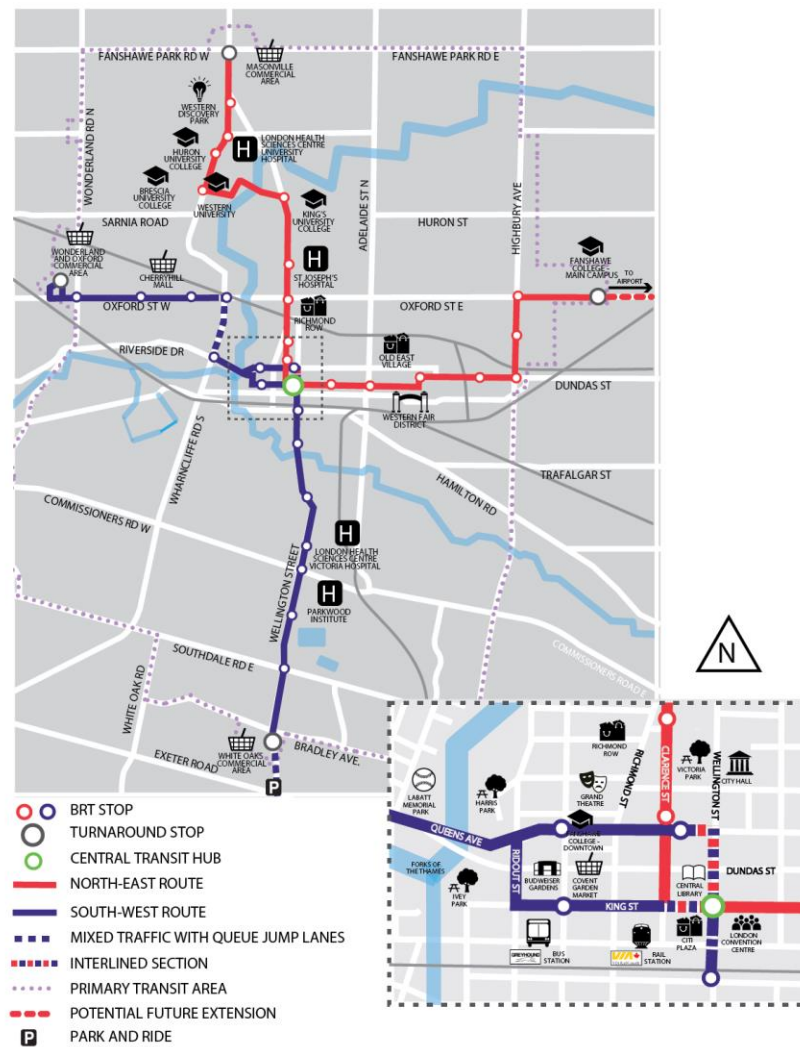 FANSHAWE PARK RD W
MASONVILLE
COMMERCIAL
AREA
FANSHAWE PARK RD E
WONDERLAND RD N
WESTERN
DISCOVERY
PARK
HURON
UNIVERSITY
COLLEGE
H
LONDON HEALTH
SCIENCES CENTRE
UNIVERSITY
HOSPITAL
BRESCIA
UNIVERSITY
COLLEGE
WESTERN
UNIVERSITY
KING'S
UNIVERSITY
COLLEGE
ADELAIDE ST N
HIGHBURY AVE
SARNIA ROAD
HURON ST
WONDERLAND
AND OXFORD
COMMERCIAL
AREA
CHERRYHILL
MALL
H
ST JOSEPH'S
HOSPITAL
FANSHAWE
COLLEGE -
MAIN CAMPUS
TO
AIRPORT
OXFORD ST W
RICHMOND
ROW
OXFORD ST E
RIVERSIDE DR
OLD EAST
VILLAGE
DUNDAS ST
WESTERN FAIR
DISTRICT
WHARNCLIFFE RD S
TRAFALGAR ST
HAMILTON RD
COMMISSIONERS RD W
H
LONDON HEALTH
SCIENCES CENTRE
VICTORIA HOSPITAL
WELLINGTON STREET
H
PARKWOOD
INSTITUTE
COMMISSIONERS ROAD E
SOUTHDALE RD E
WHITE OAK RD
WHITE OAKS
COMMERCIAL
AREA
BRADLEY AVE.
EXETER ROAD
P
N
BRT STOP
TURNAROUND STOP
CENTRAL TRANSIT HUB
NORTH-EAST ROUTE
SOUTH-WEST ROUTE
MIXED TRAFFIC WITH QUEUE JUMP LANES
INTERLINED SECTION
PRIMARY TRANSIT AREA
POTENTIAL FUTURE EXTENSION
P PARK AND RIDE
RICHMOND
ROW
RICHMOND ST
CLARENCE ST
VICTORIA
PARK
WELLINGTON ST
CITY HALL
LABATT
MEMORIAL
PARK
HARRIS
PARK
GRAND
THEATRE
QUEENS AVE
FANSHAWE
COLLEGE -
DOWNTOWN
RIDOUT ST
FORKS OF
THE THAMES
BUDWEISER
GARDENS
COVENT
GARDEN
MARKET
CENTRAL
LIBRARY
DUNDAS ST
IVEY
PARK
KING ST
GREYHOUND
BUS
STATION
VIA
RAIL
STATION
CITI
PLAZA
LONDON
CONVENTION
CENTRE